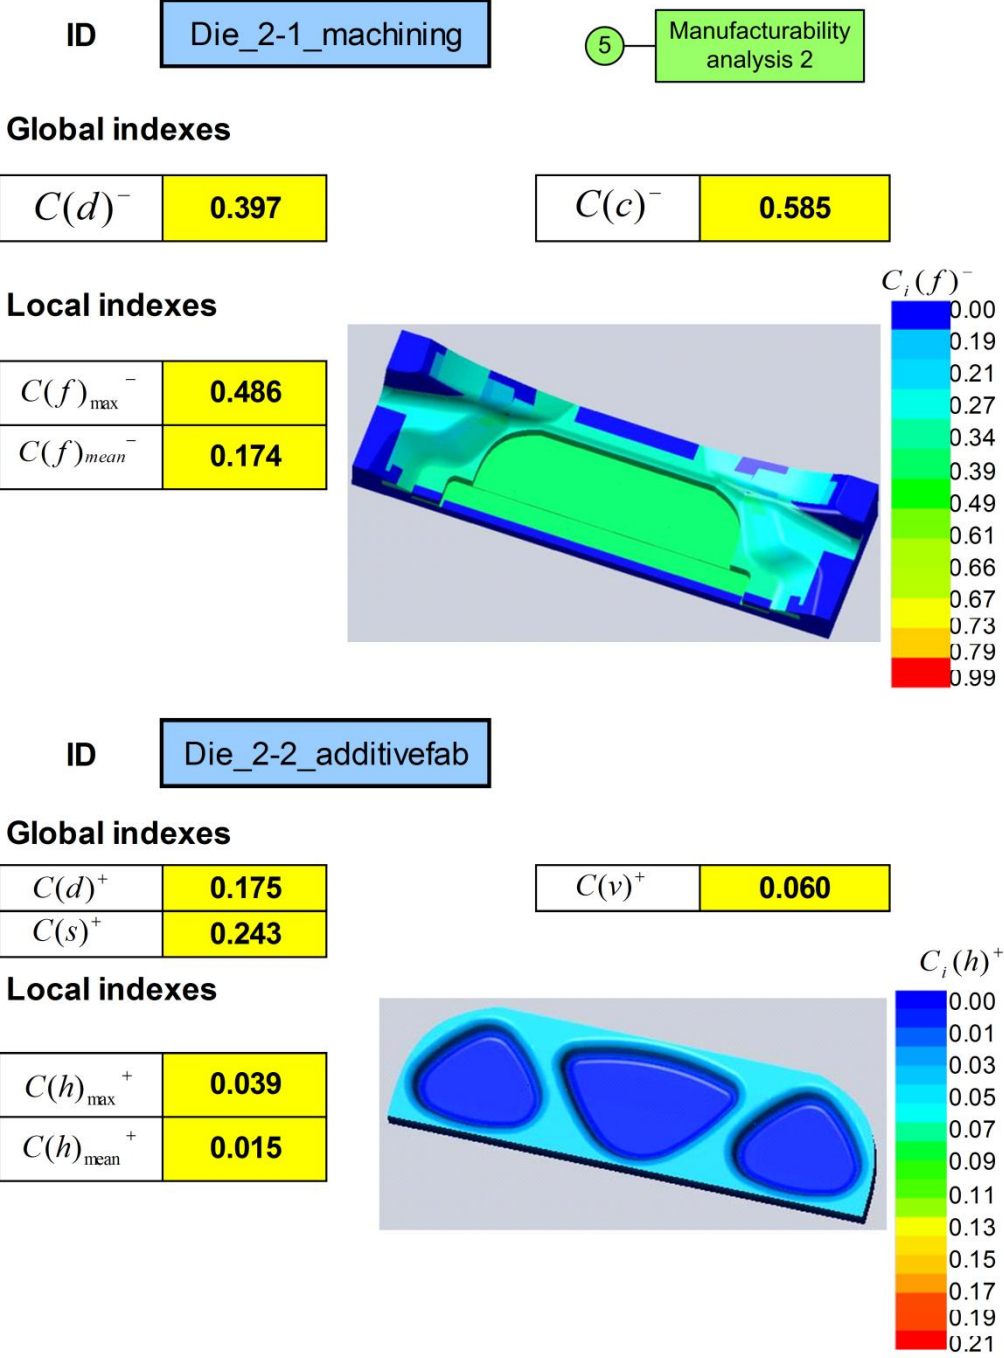 ID
Die_2-1_machining
5
Manufacturability
analysis 2
Global indexes
C(d)⁻ 0.397
C(c)⁻ 0.585
Local indexes
C(f)max⁻ 0.486
C(f)mean⁻ 0.174
Cᵢ(f)⁻
0.00
0.19
0.21
0.27
0.34
0.39
0.49
0.61
0.66
0.67
0.73
0.79
0.99
ID
Die_2-2_additivefab
Global indexes
C(d)⁺ 0.175
C(s)⁺ 0.243
C(v)⁺ 0.060
Local indexes
C(h)max⁺ 0.039
C(h)mean⁺ 0.015
Cᵢ(h)⁺
0.00
0.01
0.03
0.05
0.07
0.09
0.11
0.13
0.15
0.17
0.19
0.21